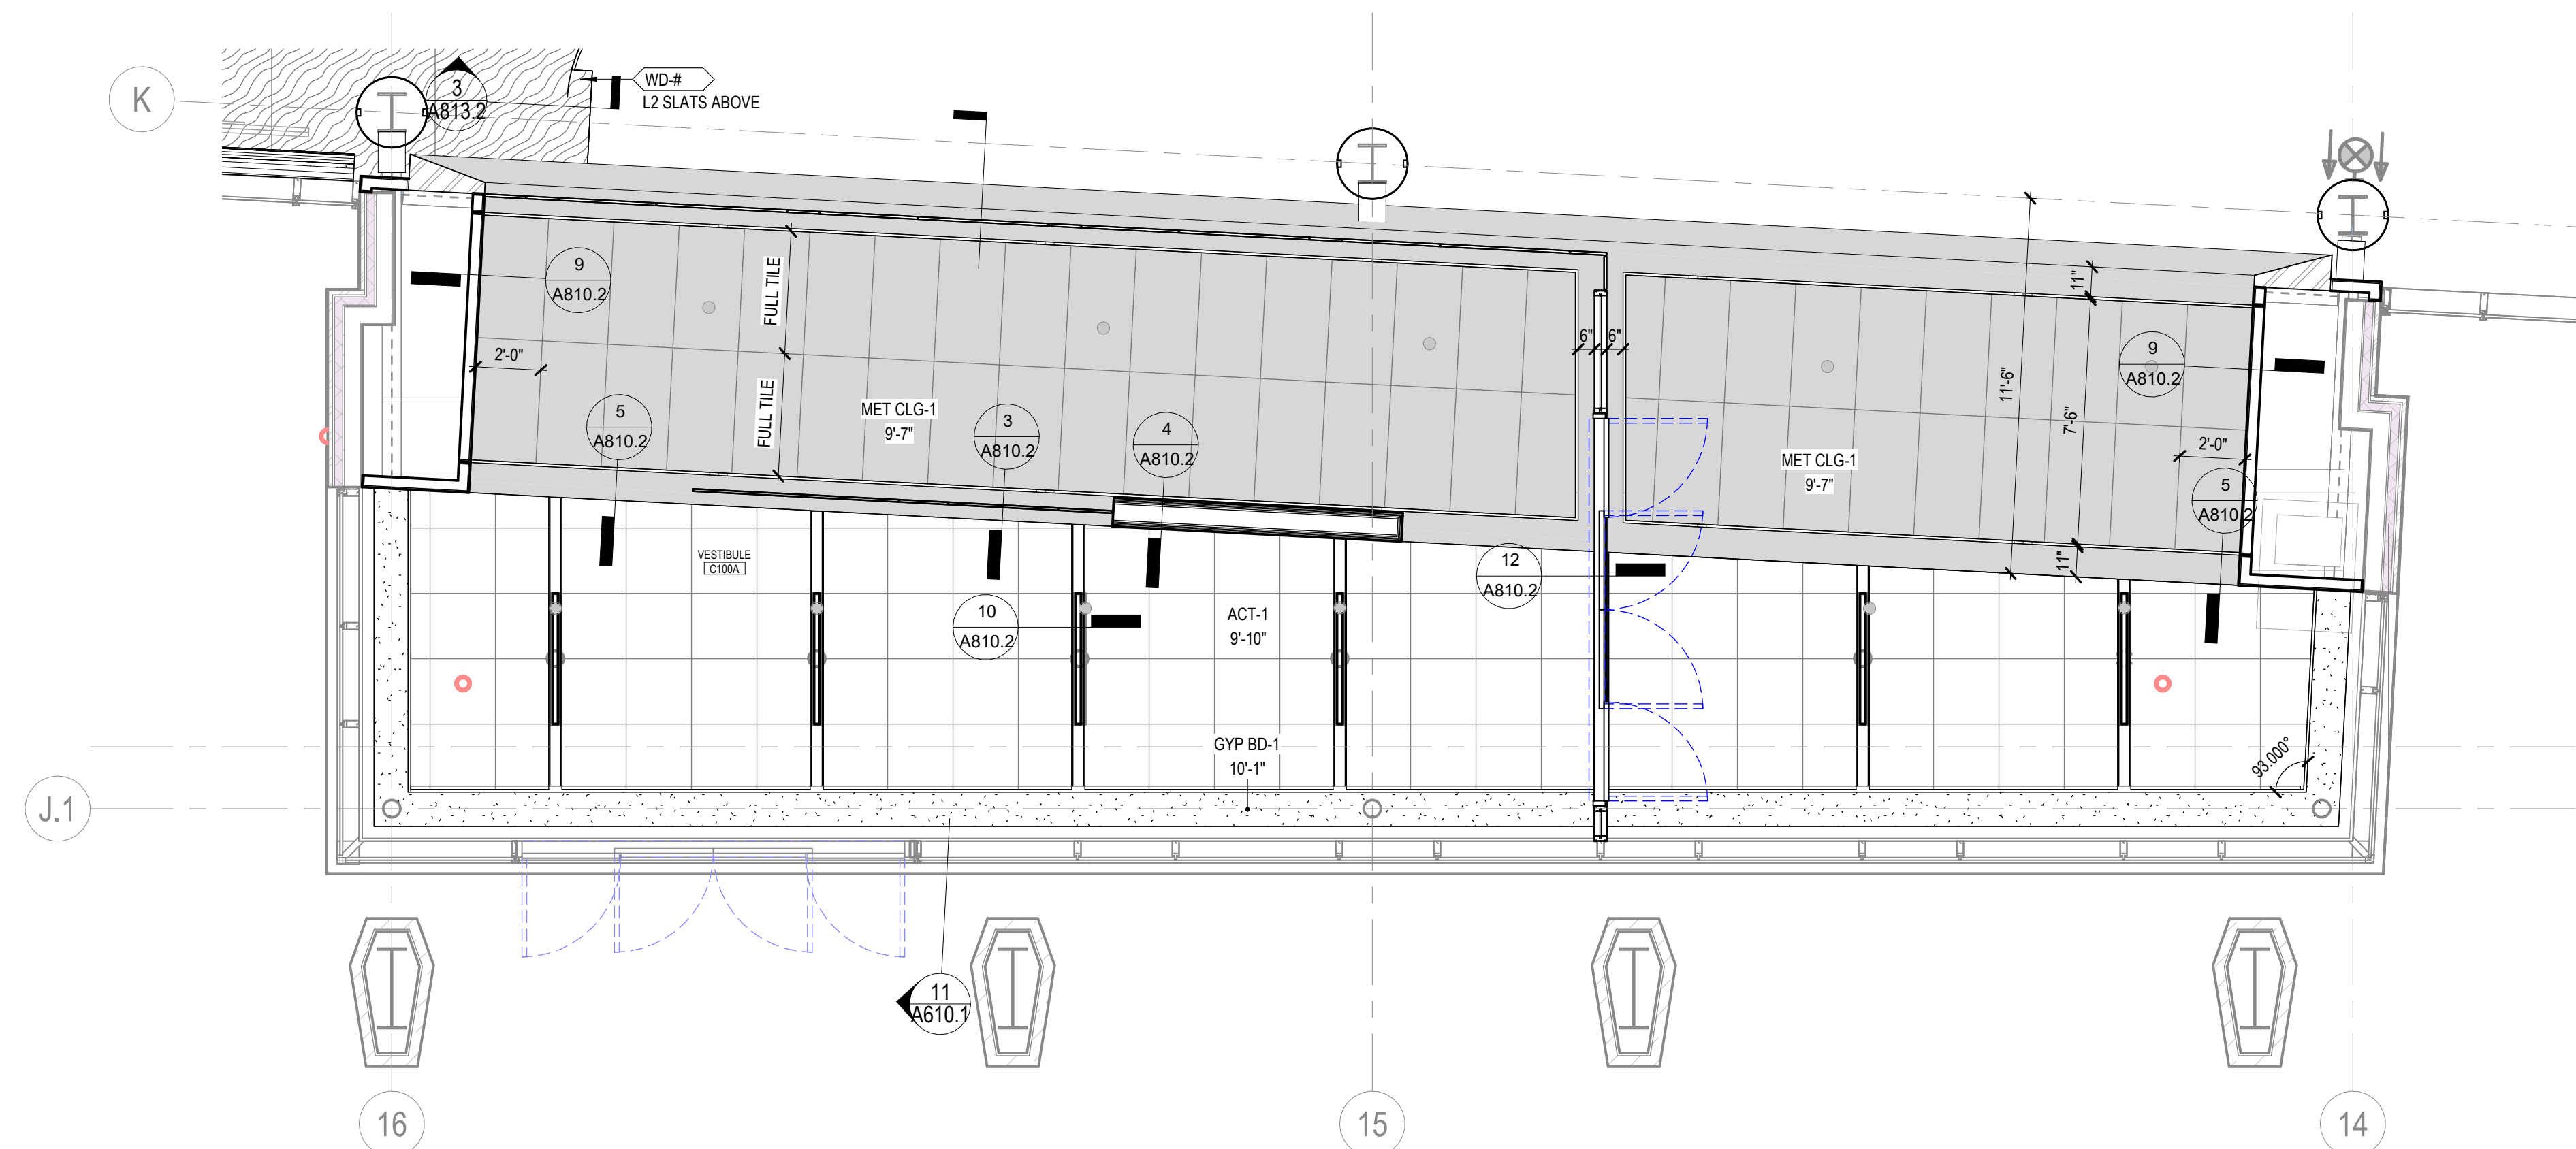 K
3
A813.2
WD-#
L2 SLATS ABOVE
9
A810.2
FULL TILE
FULL TILE
2'-0"
5
A810.2
MET CLG-1
9'-7"
3
A810.2
4
A810.2
6"
6"
11"
11'-6"
7'-6"
9
A810.2
2'-0"
MET CLG-1
9'-7"
5
A810.2
11"
VESTIBULE
C100A
12
A810.2
10
A810.2
ACT-1
9'-10"
GYP BD-1
10'-1"
93.000°
J.1
11
A610.1
16
15
14